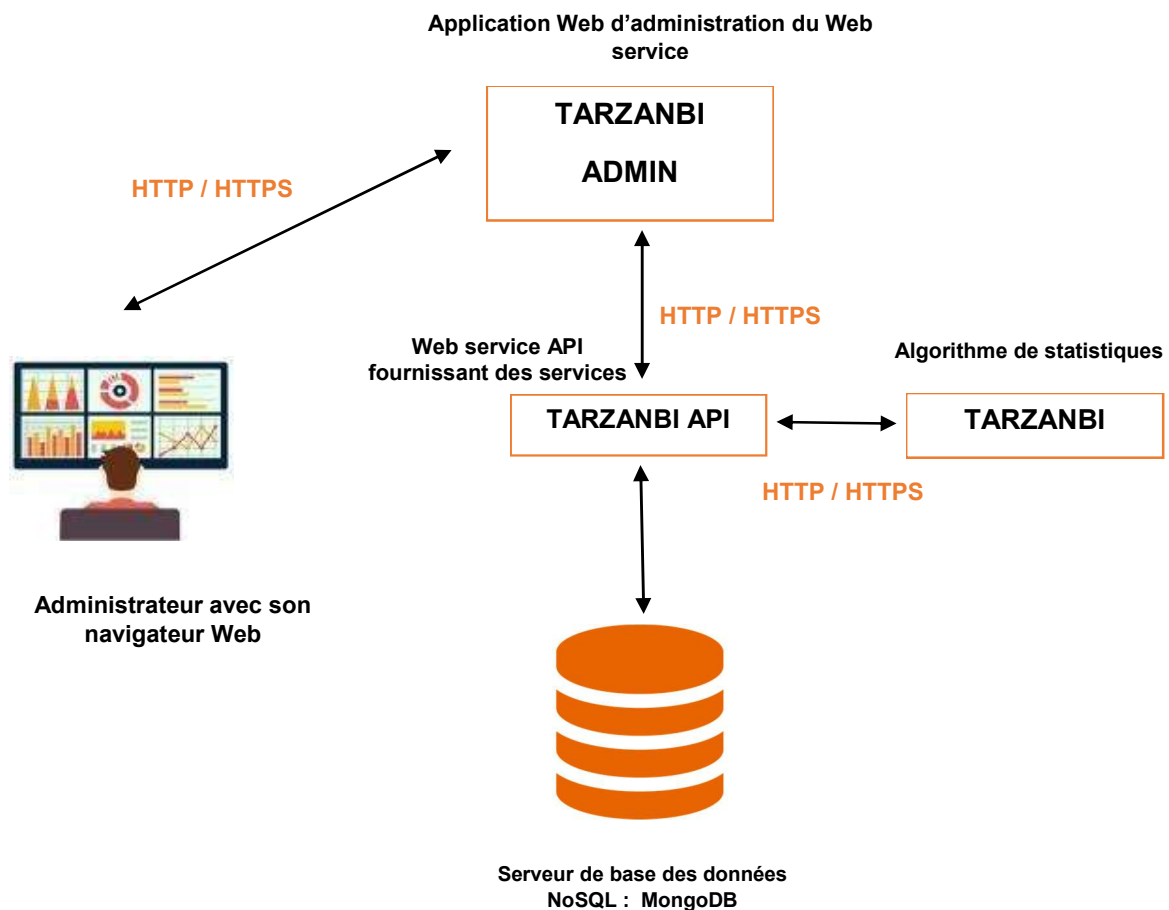 Application Web d’administration du Web
service
TARZANBI
ADMIN
HTTP / HTTPS
HTTP / HTTPS
Web service API
fournissant des services
Algorithme de statistiques
TARZANBI API
TARZANBI
HTTP / HTTPS
Administrateur avec son
navigateur Web
Serveur de base des données
NoSQL : MongoDB